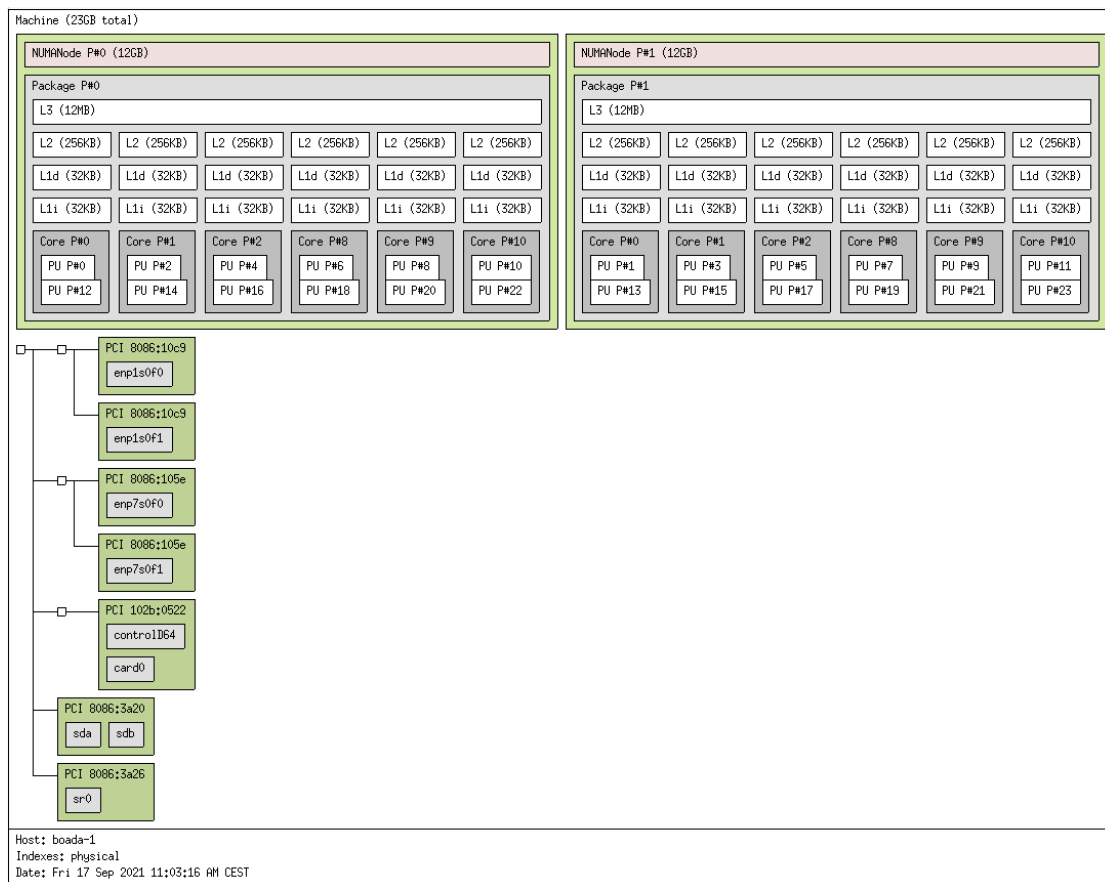 Machine (23GB total)
NUMANode P#0 (12GB)
Package P#0
L3 (12MB)
L2 (256KB) L2 (256KB) L2 (256KB) L2 (256KB) L2 (256KB) L2 (256KB)
L1d (32KB) L1d (32KB) L1d (32KB) L1d (32KB) L1d (32KB) L1d (32KB)
L1i (32KB) L1i (32KB) L1i (32KB) L1i (32KB) L1i (32KB) L1i (32KB)
Core P#0 Core P#1 Core P#2 Core P#8 Core P#9 Core P#10
PU P#0 PU P#2 PU P#4 PU P#6 PU P#8 PU P#10
PU P#12 PU P#14 PU P#16 PU P#18 PU P#20 PU P#22
NUMANode P#1 (12GB)
Package P#1
L3 (12MB)
L2 (256KB) L2 (256KB) L2 (256KB) L2 (256KB) L2 (256KB) L2 (256KB)
L1d (32KB) L1d (32KB) L1d (32KB) L1d (32KB) L1d (32KB) L1d (32KB)
L1i (32KB) L1i (32KB) L1i (32KB) L1i (32KB) L1i (32KB) L1i (32KB)
Core P#0 Core P#1 Core P#2 Core P#8 Core P#9 Core P#10
PU P#1 PU P#3 PU P#5 PU P#7 PU P#9 PU P#11
PU P#13 PU P#15 PU P#17 PU P#19 PU P#21 PU P#23
PCI 8086:10c9
enp1s0f0
PCI 8086:10c9
enp1s0f1
PCI 8086:105e
enp7s0f0
PCI 8086:105e
enp7s0f1
PCI 102b:0522
controlD64
card0
PCI 8086:3a20
sda sdb
PCI 8086:3a26
sr0
Host: boada-1
Indexes: physical
Date: Fri 17 Sep 2021 11:03:16 AM CEST